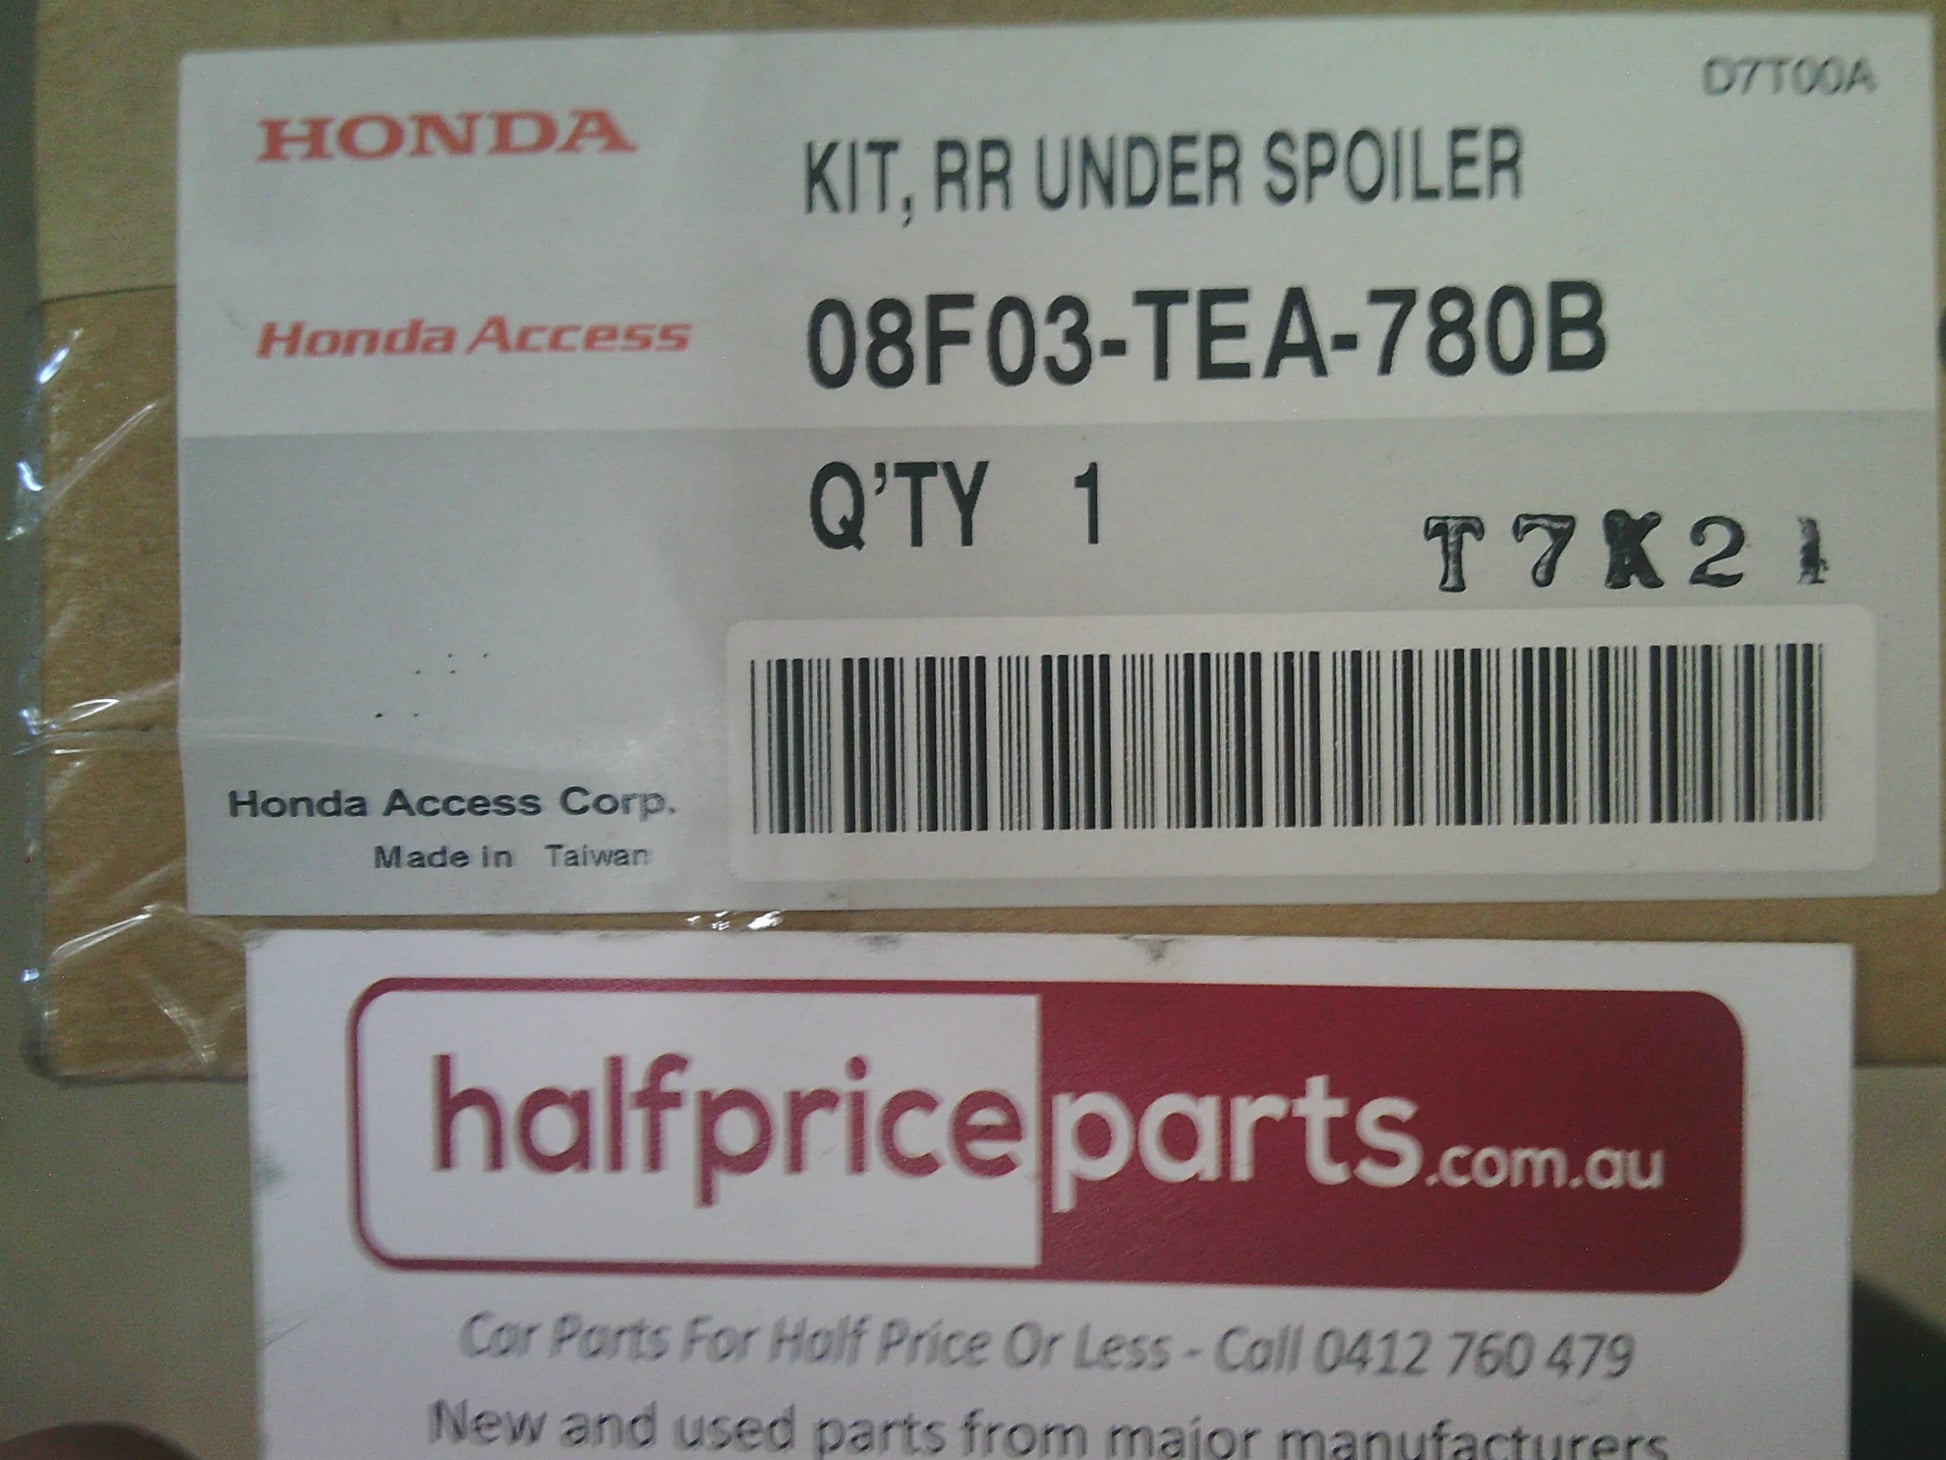 D7T00A
HONDA
KIT, RR UNDER SPOILER
Honda Access
08F03-TEA-780B
Q'TY 1
T7K21
Honda Access Corp.
Made in Taiwan
halfpriceparts.com.au
Car Parts For Half Price Or Less - Call 0412 760 479
New and used parts from major manufacturers